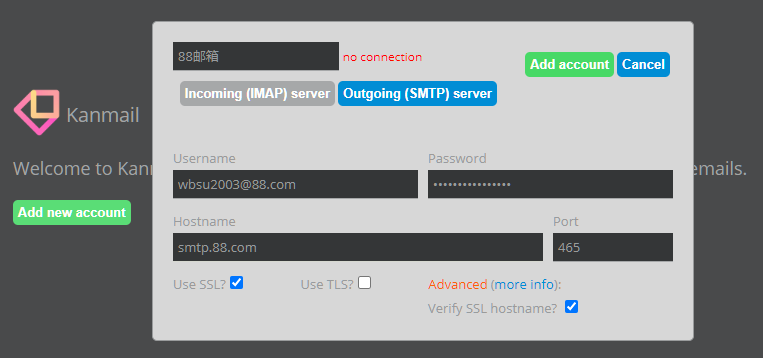 88邮箱 no connection
Add account Cancel
Incoming (IMAP) server Outgoing (SMTP) server
Kanmail
Welcome to Kan emails.
Add new account
Username Password
wbsu2003@88.com ••••••••••••••••
Hostname Port
smtp.88.com 465
Use SSL? Use TLS? Advanced (more info):
Verify SSL hostname?